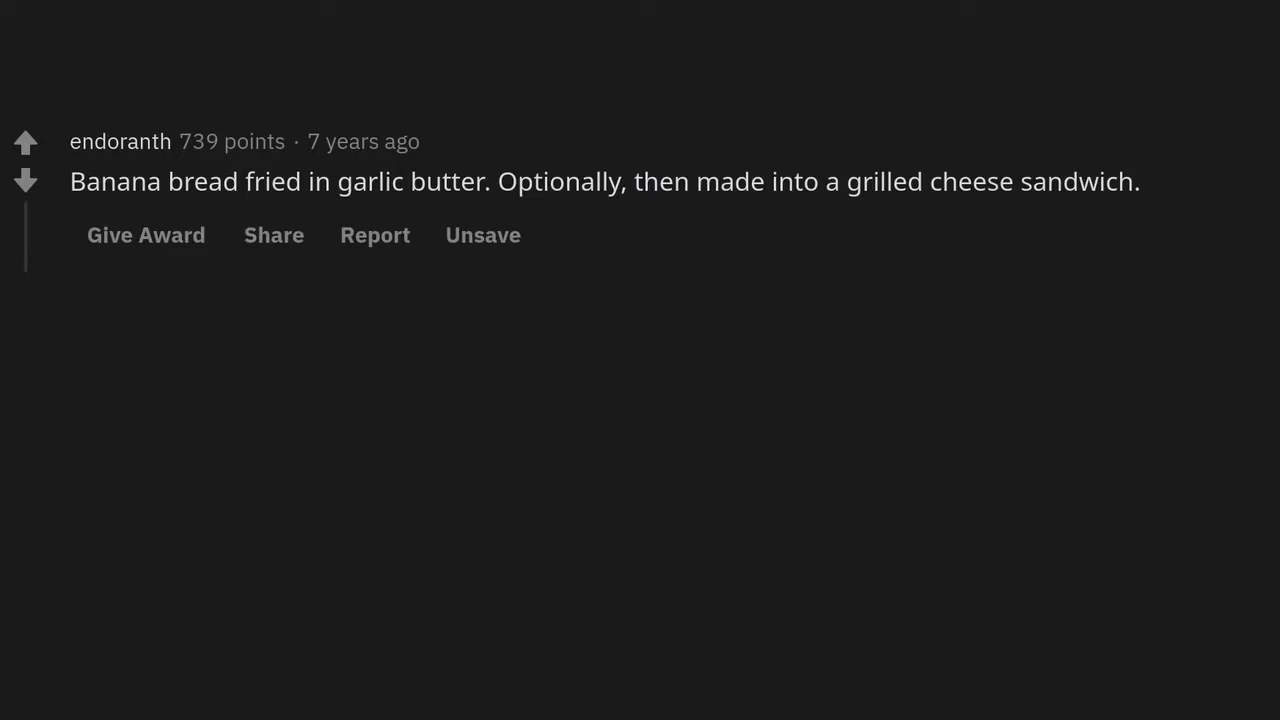 endoranth 739 points · 7 years ago
Banana bread fried in garlic butter. Optionally, then made into a grilled cheese sandwich.
Give Award Share Report Unsave